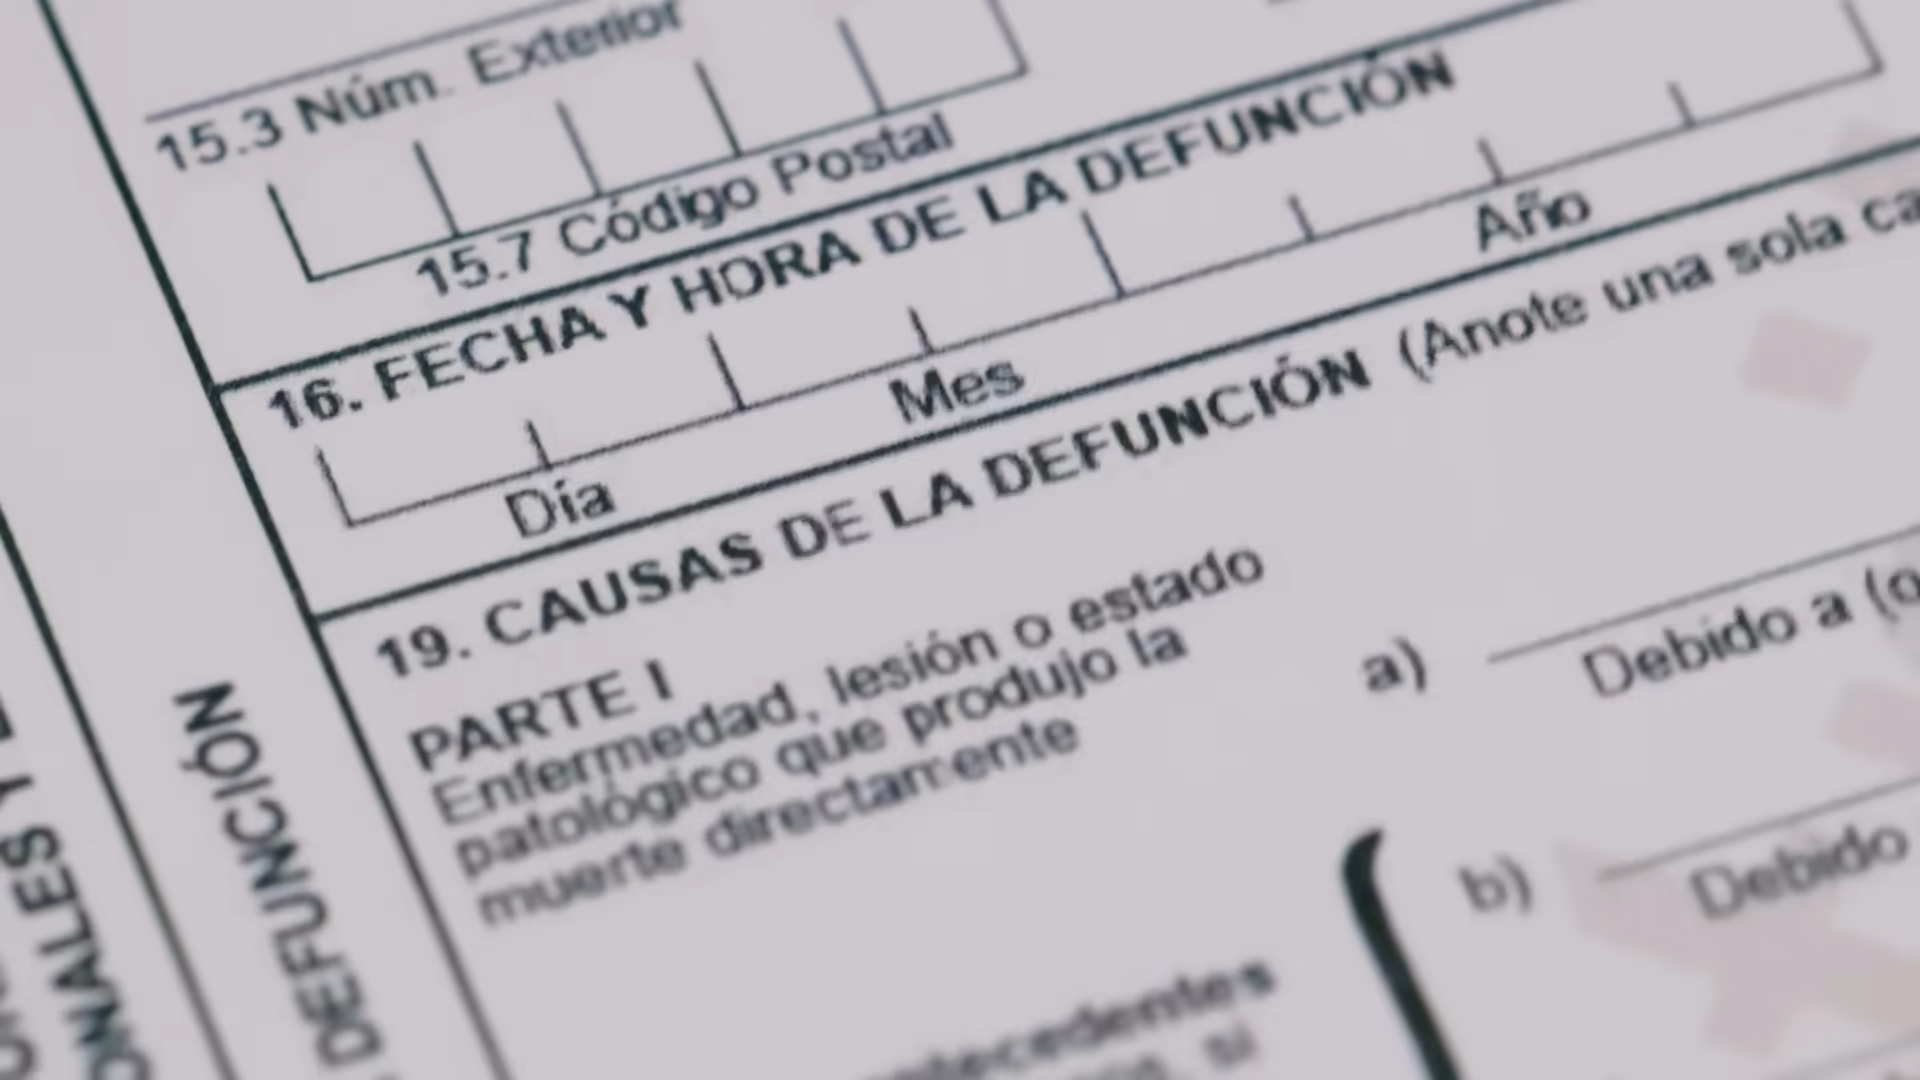 15.3 Núm. Exterior
15.7 Código Postal
16. FECHA Y HORA DE LA DEFUNCIÓN
Día Mes Año
19. CAUSAS DE LA DEFUNCIÓN (Anote una sola ca
PARTE I
Enfermedad, lesión o estado
patológico que produjo la
muerte directamente
a)
Debido a (o
b)
Debido
ntecedentes
si
DEFUNCIÓN
ONALES Y